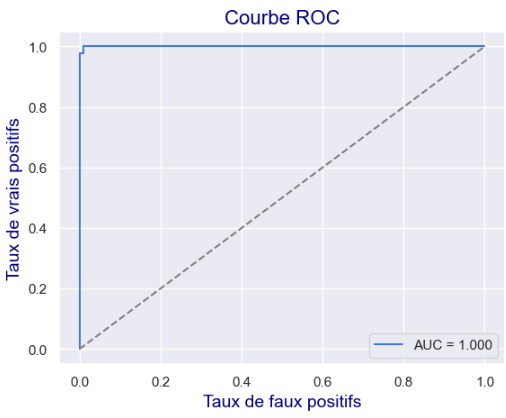 Courbe ROC
Taux de vrais positifs
1.0
0.8
0.6
0.4
0.2
0.0
0.0 0.2 0.4 0.6 0.8 1.0
Taux de faux positifs
AUC = 1.000